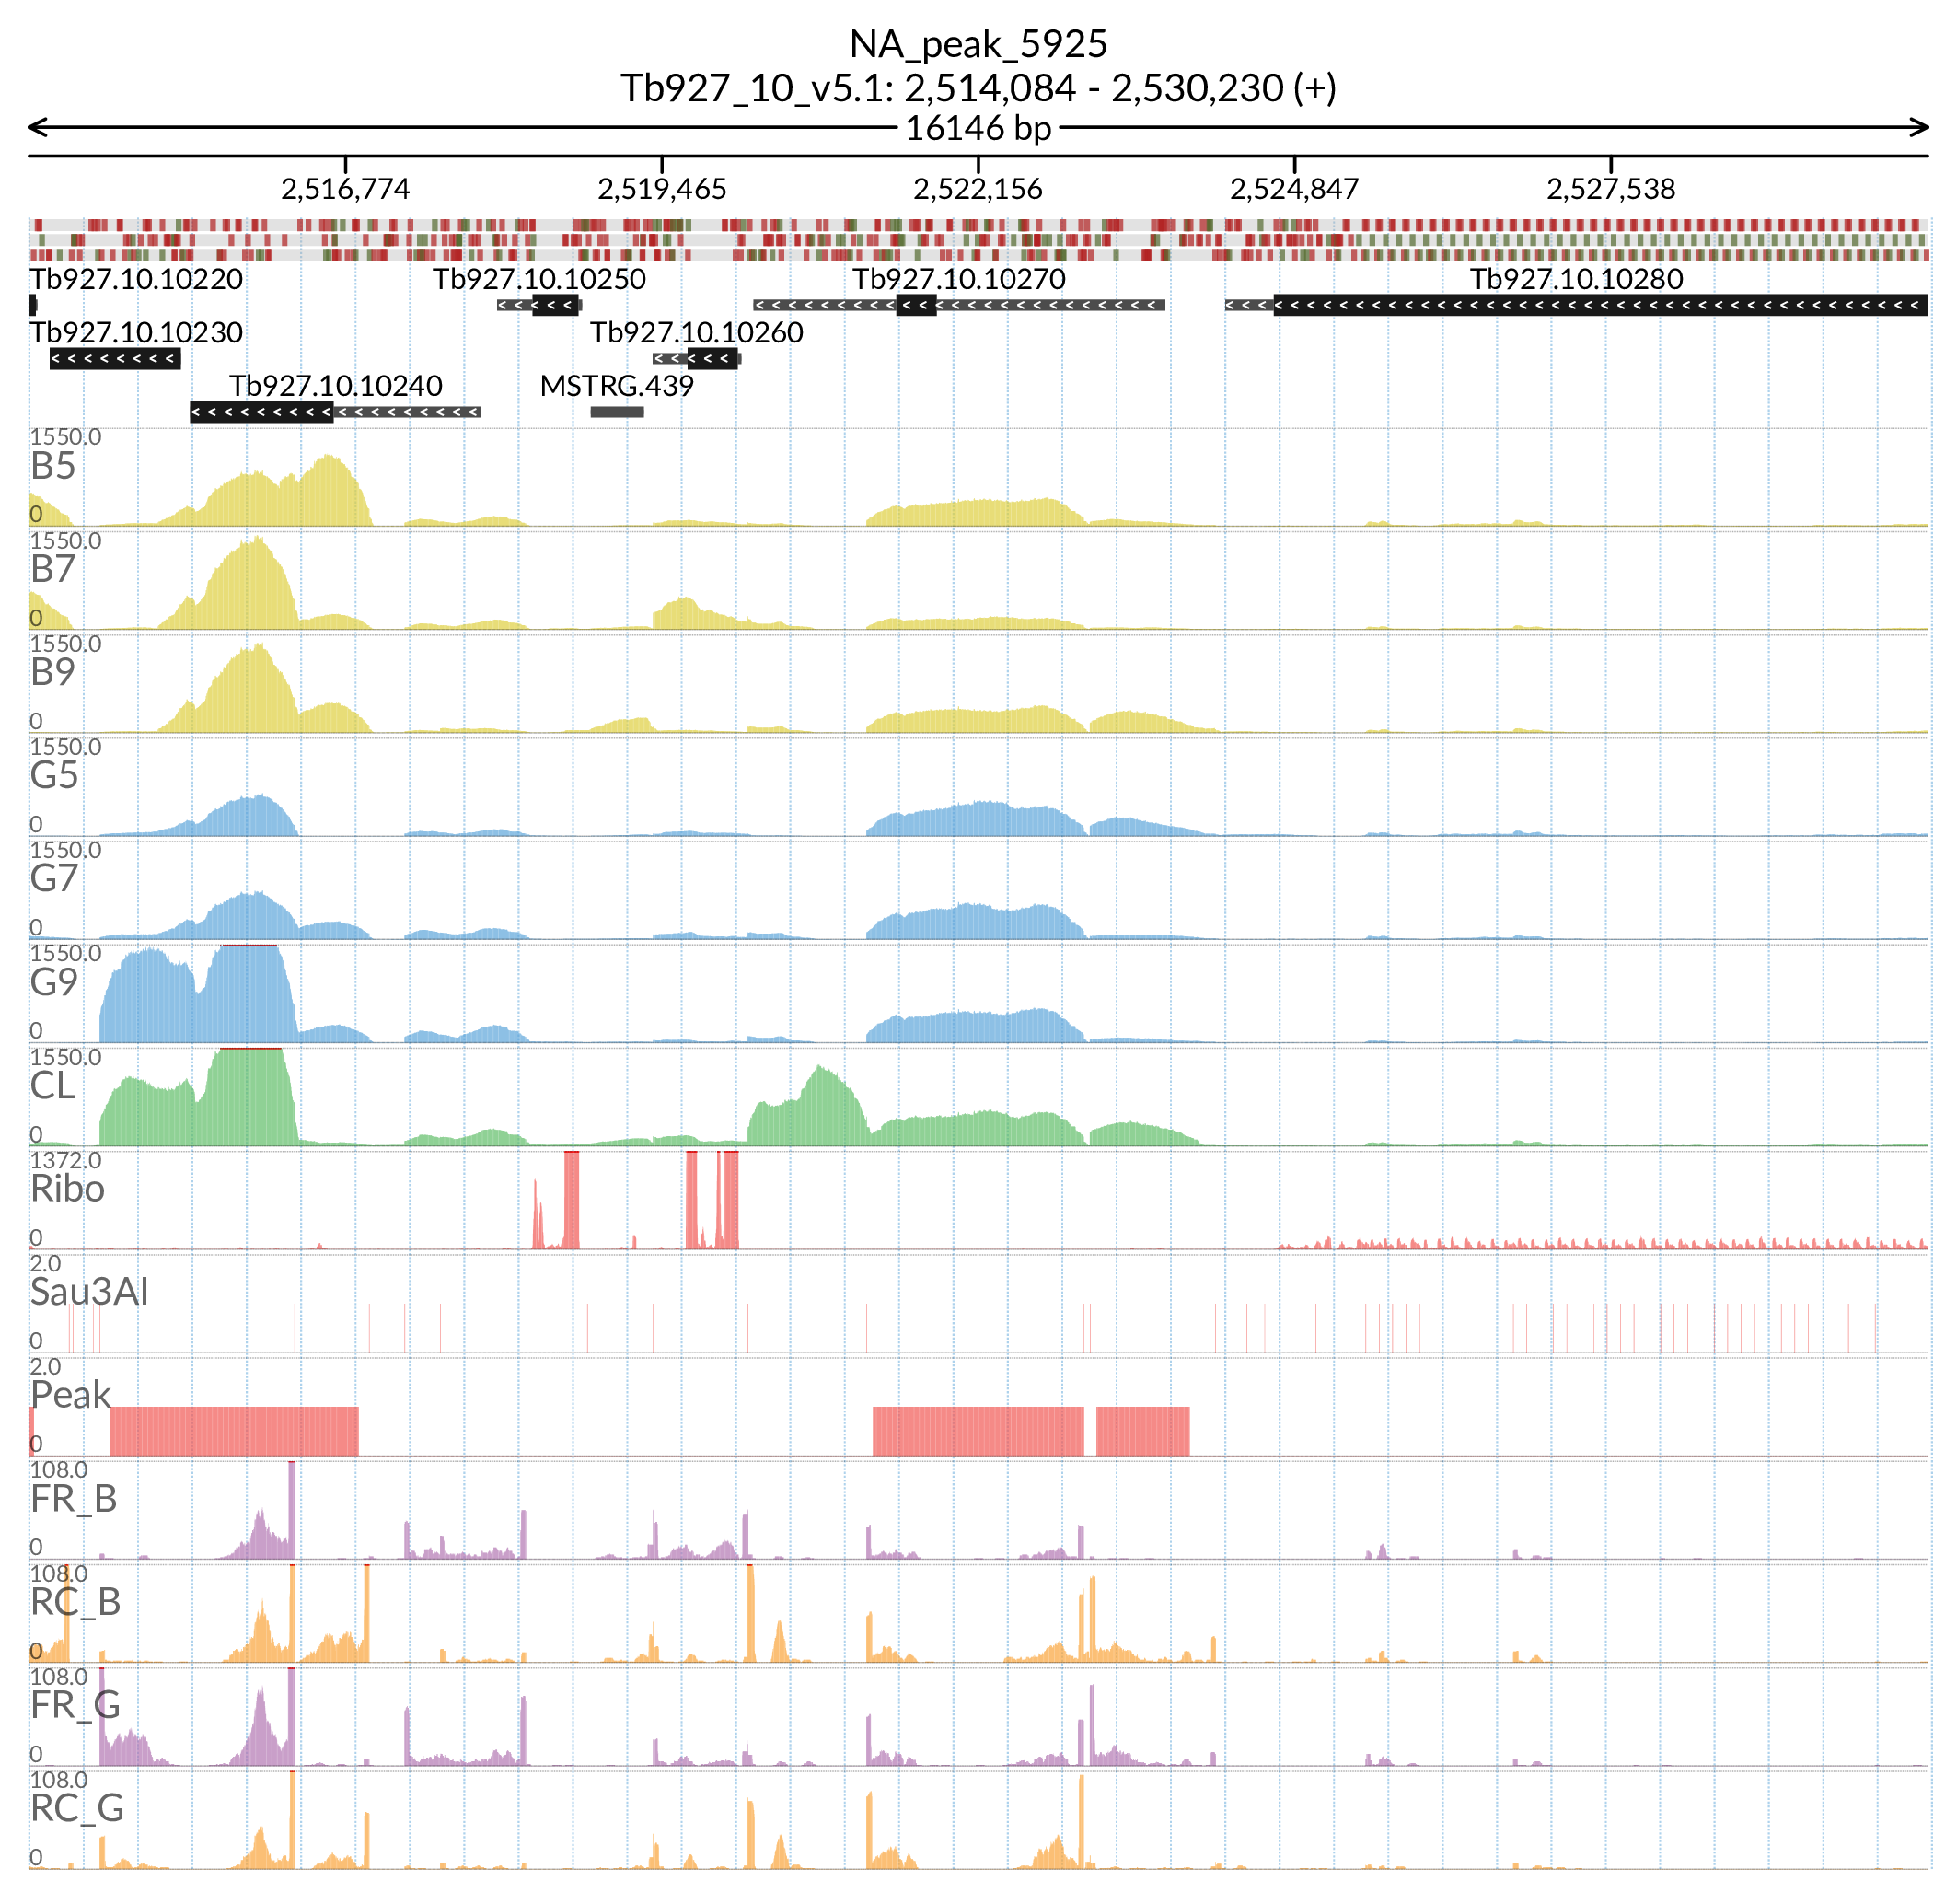 NA_peak_5925
Tb927_10_v5.1: 2,514,084 - 2,530,230 (+)
16146 bp
2,516,774 2,519,465 2,522,156 2,524,847 2,527,538
Tb927.10.10220 Tb927.10.10250 Tb927.10.10270 Tb927.10.10280
Tb927.10.10230 Tb927.10.10260
Tb927.10.10240 MSTRG.439
1550.0
B5
0
1550.0
B7
0
1550.0
B9
0
1550.0
G5
0
1550.0
G7
0
1550.0
G9
0
1550.0
CL
0
1372.0
Ribo
0
2.0
Sau3AI
0
2.0
Peak
0
108.0
FR_B
0
108.0
RC_B
0
108.0
FR_G
0
108.0
RC_G
0